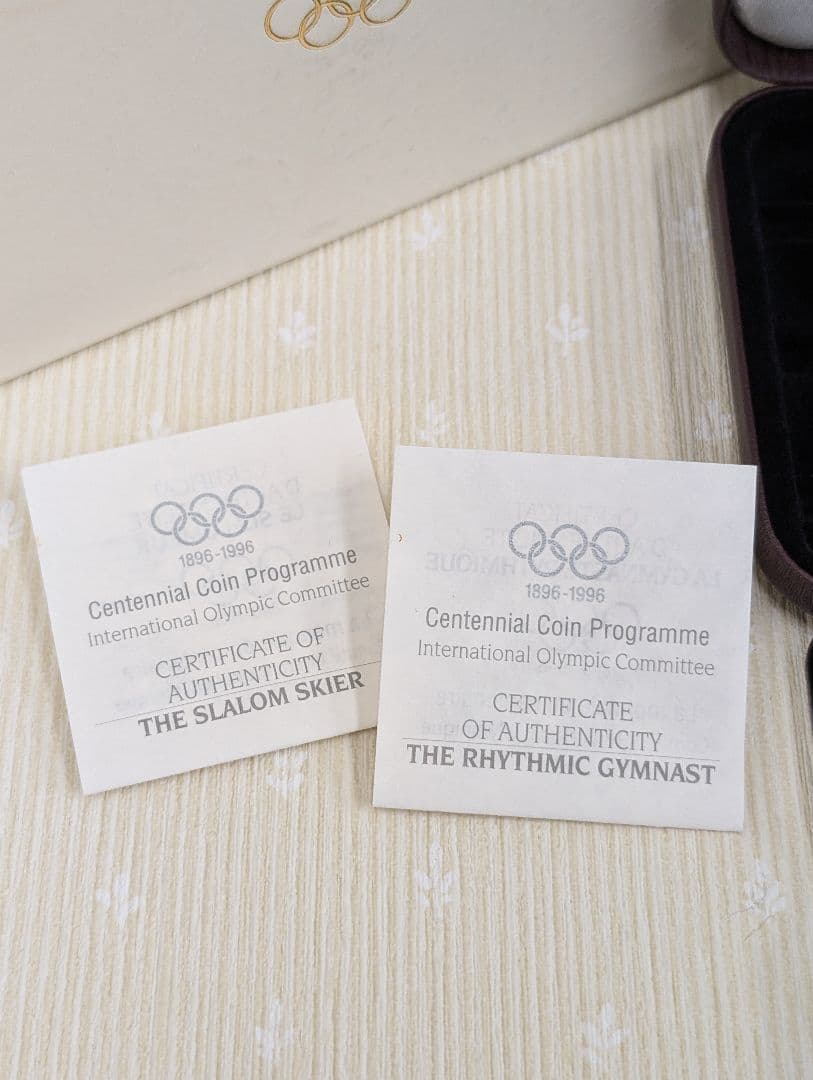 1896-1996
Centennial Coin Programme
International Olympic Committee
CERTIFICATE OF
AUTHENTICITY
THE SLALOM SKIER
1896-1996
Centennial Coin Programme
International Olympic Committee
CERTIFICATE
OF AUTHENTICITY
THE RHYTHMIC GYMNAST